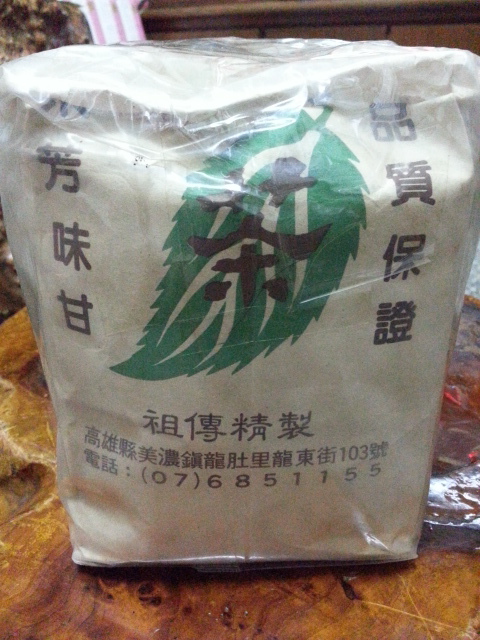 品質保證
茶
芳味甘
祖傳精製
高雄縣美濃鎮龍肚里龍東街103號
電話：(07)6851155